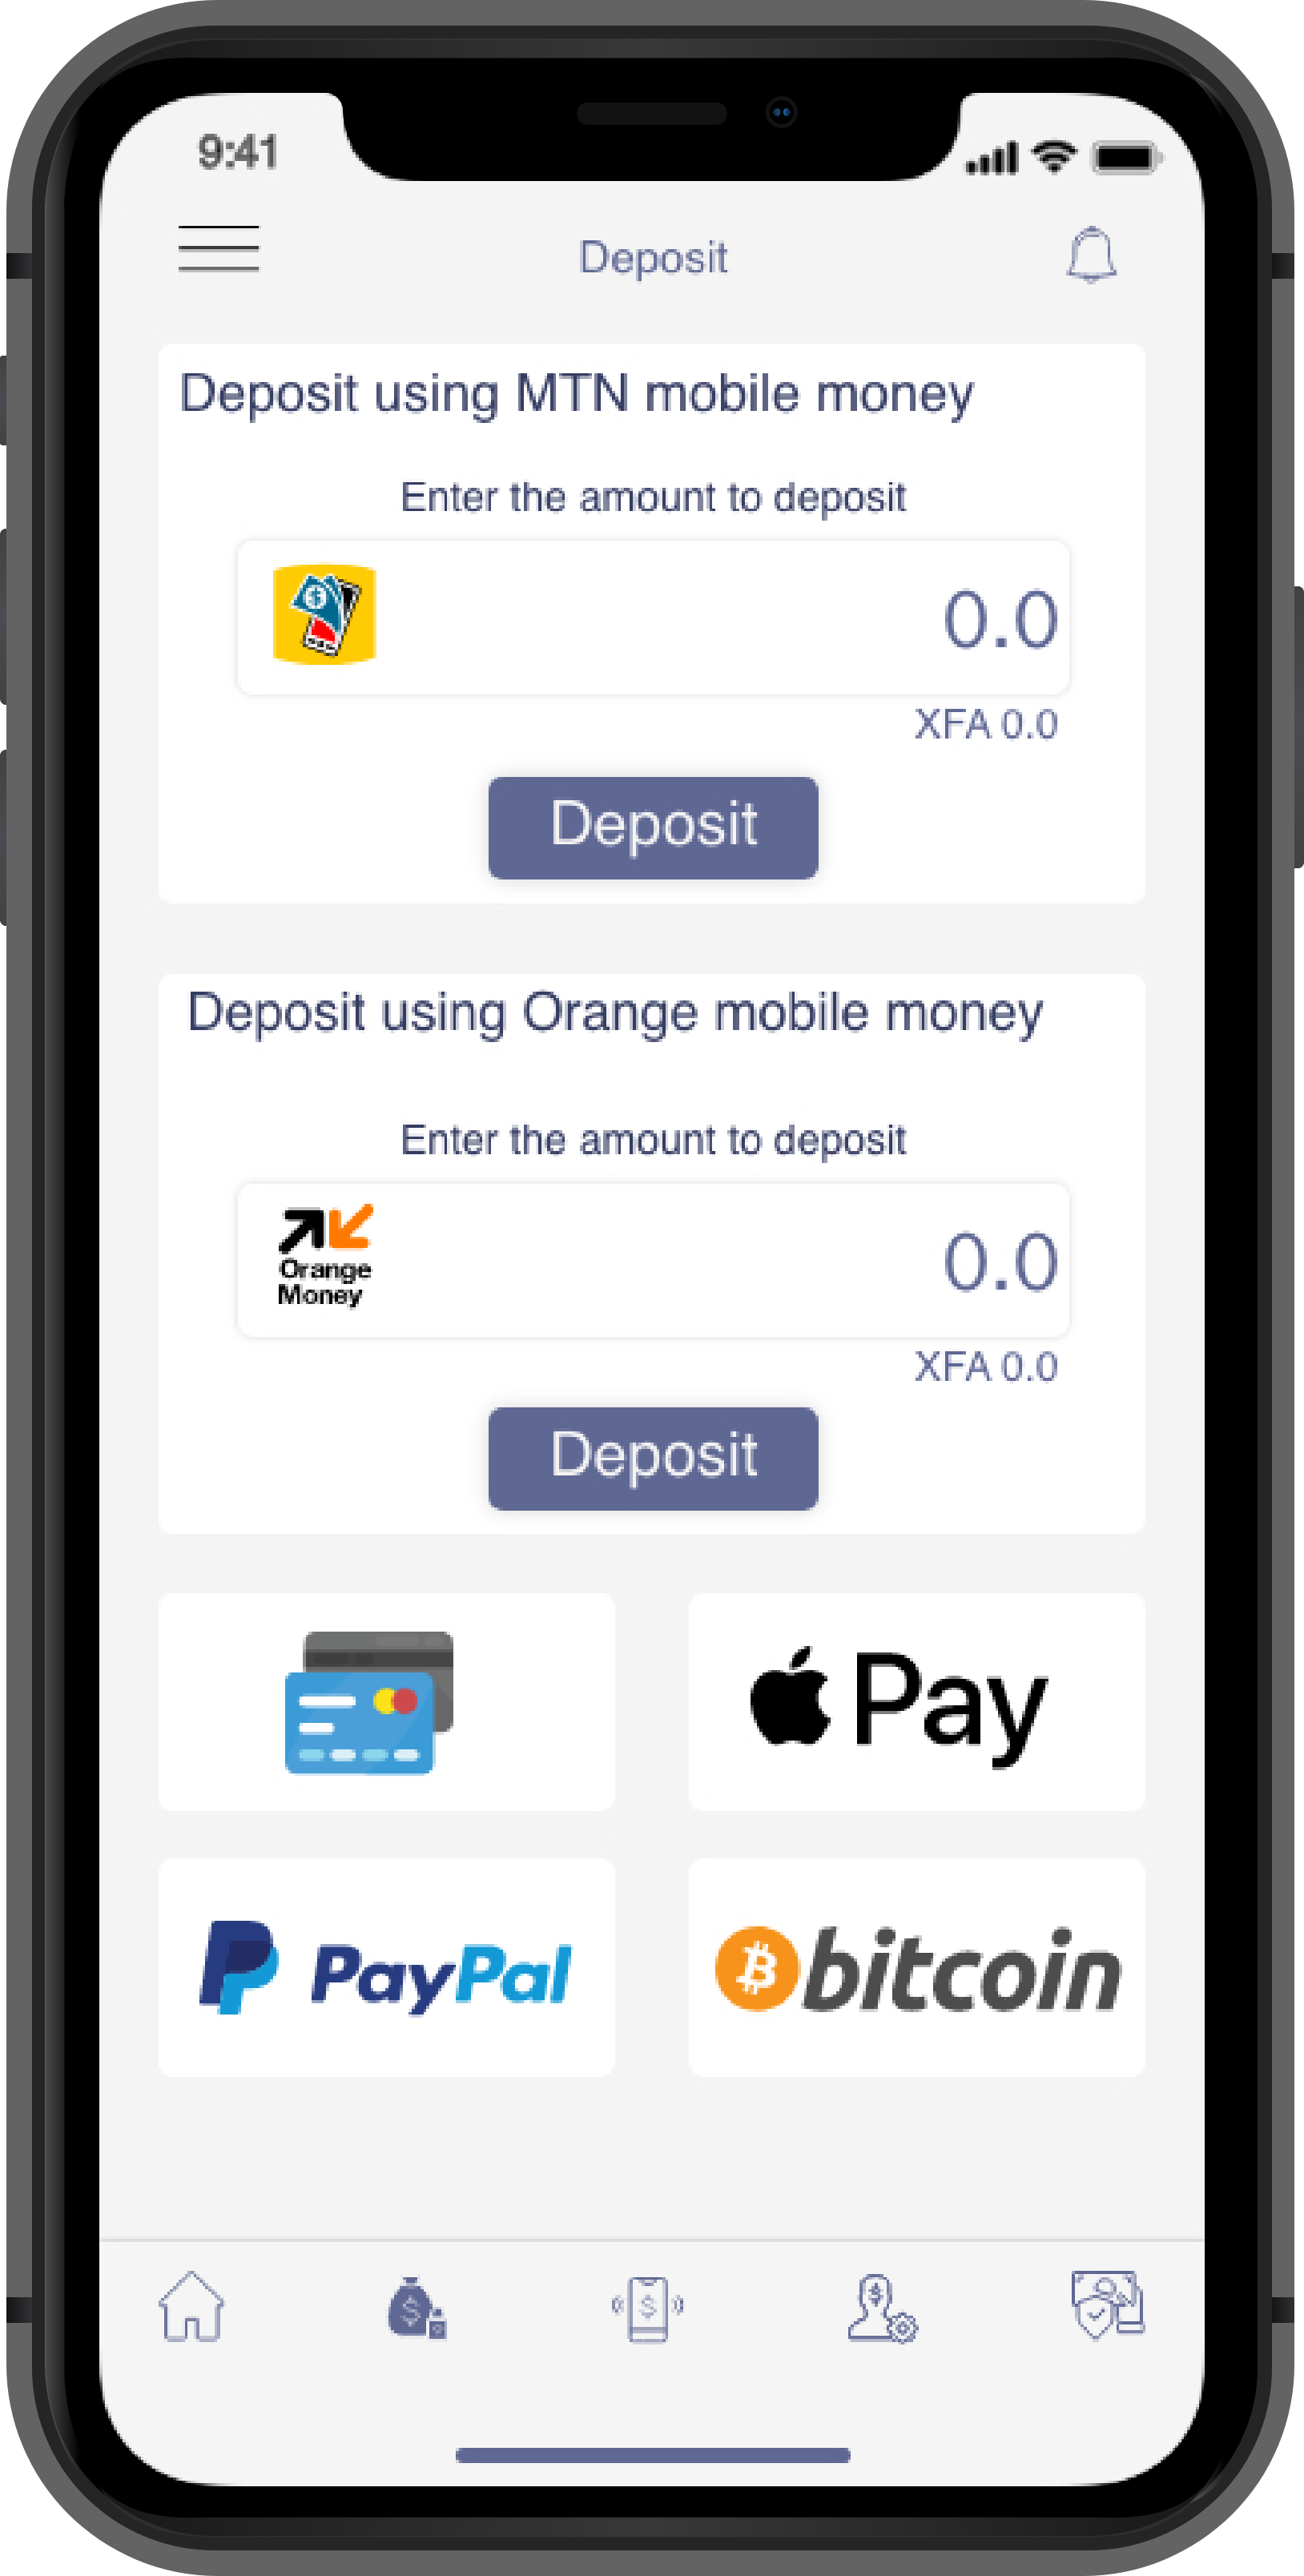 9:41
Deposit
Deposit using MTN mobile money
Enter the amount to deposit
0.0
XFA 0.0
Deposit
Deposit using Orange mobile money
Enter the amount to deposit
Orange
Money
0.0
XFA 0.0
Deposit
Pay
PayPal
bitcoin